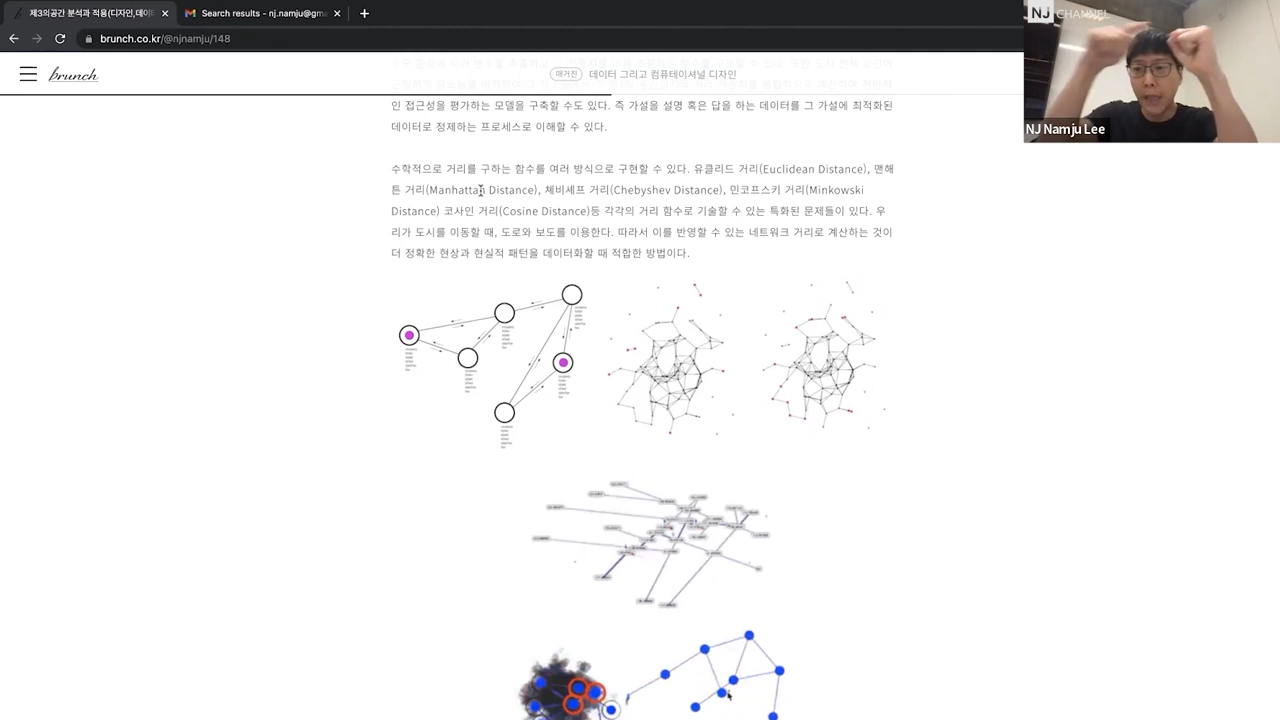 제3의공간 분석과 적용(디자인,데이터
Search results - nj.namju@gm
brunch.co.kr/@njnamju/148
brunch
매거진 데이터 그리고 컴퓨테이셔널 디자인
NJ CHANNEL
NJ Namju Lee
인 접근성을 평가하는 모델을 구축할 수도 있다. 즉 가설을 설명 혹은 답을 하는 데이터를 그 가설에 최적화된
데이터로 정제하는 프로세스로 이해할 수 있다.
수학적으로 거리를 구하는 함수를 여러 방식으로 구현할 수 있다. 유클리드 거리(Euclidean Distance), 맨해
튼 거리(Manhattan Distance), 체비셰프 거리(Chebyshev Distance), 민코프스키 거리(Minkowski
Distance) 코사인 거리(Cosine Distance)등 각각의 거리 함수로 기술할 수 있는 특화된 문제들이 있다. 우
리가 도시를 이동할 때, 도로와 보도를 이용한다. 따라서 이를 반영할 수 있는 네트워크 거리로 계산하는 것이
더 정확한 현상과 현실적 패턴을 데이터화할 때 적합한 방법이다.